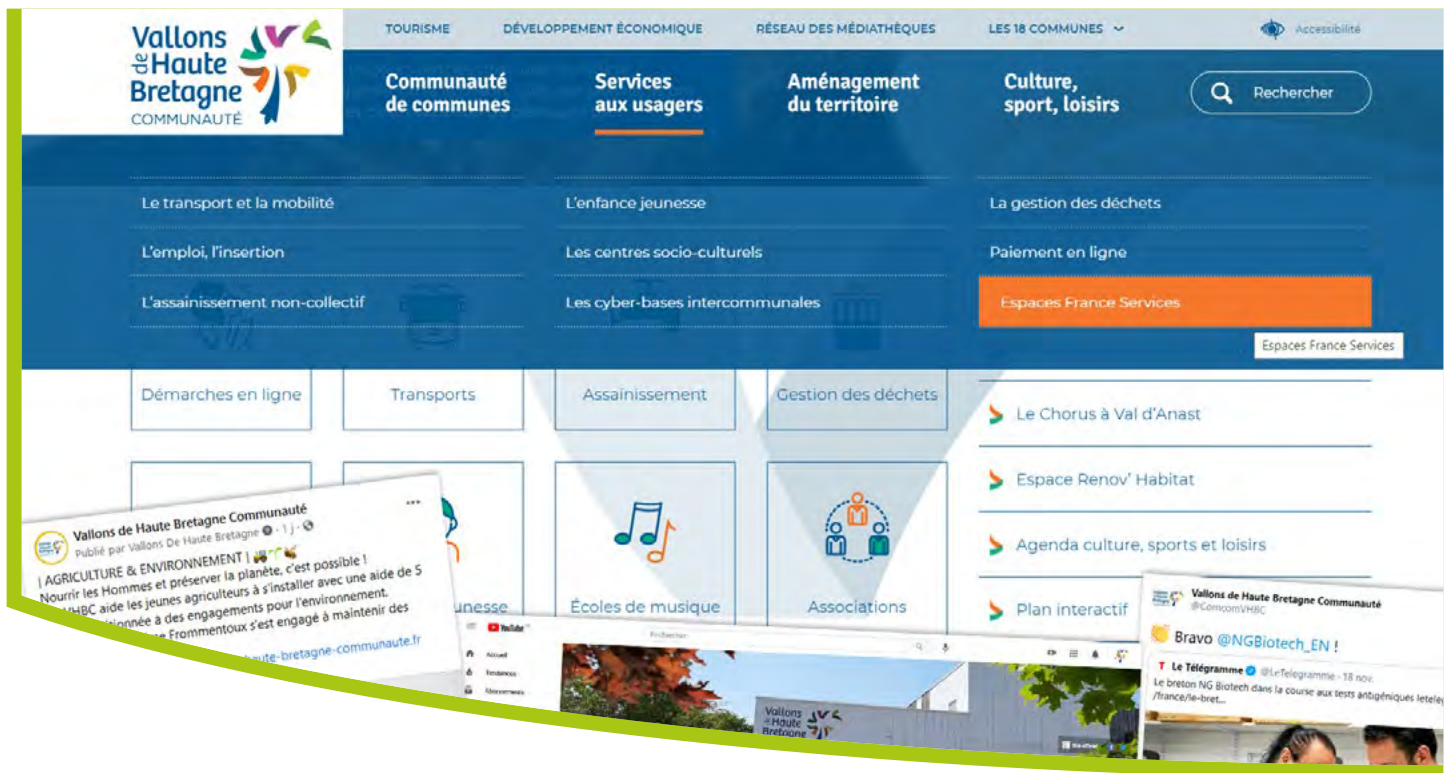 Vallons
de Haute
Bretagne
COMMUNAUTÉ
TOURISME
DÉVELOPPEMENT ÉCONOMIQUE
RÉSEAU DES MÉDIATHÈQUES
LES 18 COMMUNES
Accessibilité
Communauté
de communes
Services
aux usagers
Aménagement
du territoire
Culture,
sport, loisirs
Rechercher
Le transport et la mobilité
L'enfance jeunesse
La gestion des déchets
L'emploi, l'insertion
Les centres socio-culturels
Paiement en ligne
L'assainissement non-collectif
Les cyber-bases intercommunales
Espaces France Services
Espaces France Services
Démarches en ligne
Transports
Assainissement
Gestion des déchets
Le Chorus à Val d'Anast
Espace Renov' Habitat
Agenda culture, sports et loisirs
Plan interactif
Écoles de musique
Associations
Vallons de Haute Bretagne Communauté
Publié par Vallons De Haute Bretagne · 1 j ·
| AGRICULTURE & ENVIRONNEMENT |
Nourrir les Hommes et préserver la planète, c'est possible !
VHBC aide les jeunes agriculteurs à s'installer avec une aide de 5
à des engagements pour l'environnement.
Frommentoux s'est engagé à maintenir des
haute-bretagne-communaute.fr
YouTube
Rechercher
Accueil
Tendances
Abonnements
Vallons
de Haute
Bretagne
Vallons de Haute Bretagne Communauté
@ComcomVHBC
Bravo @NGBiotech_EN !
Le Télégramme @LeTelegramme · 18 nov.
Le breton NG Biotech dans la course aux tests antigéniques
/france/le-bret...